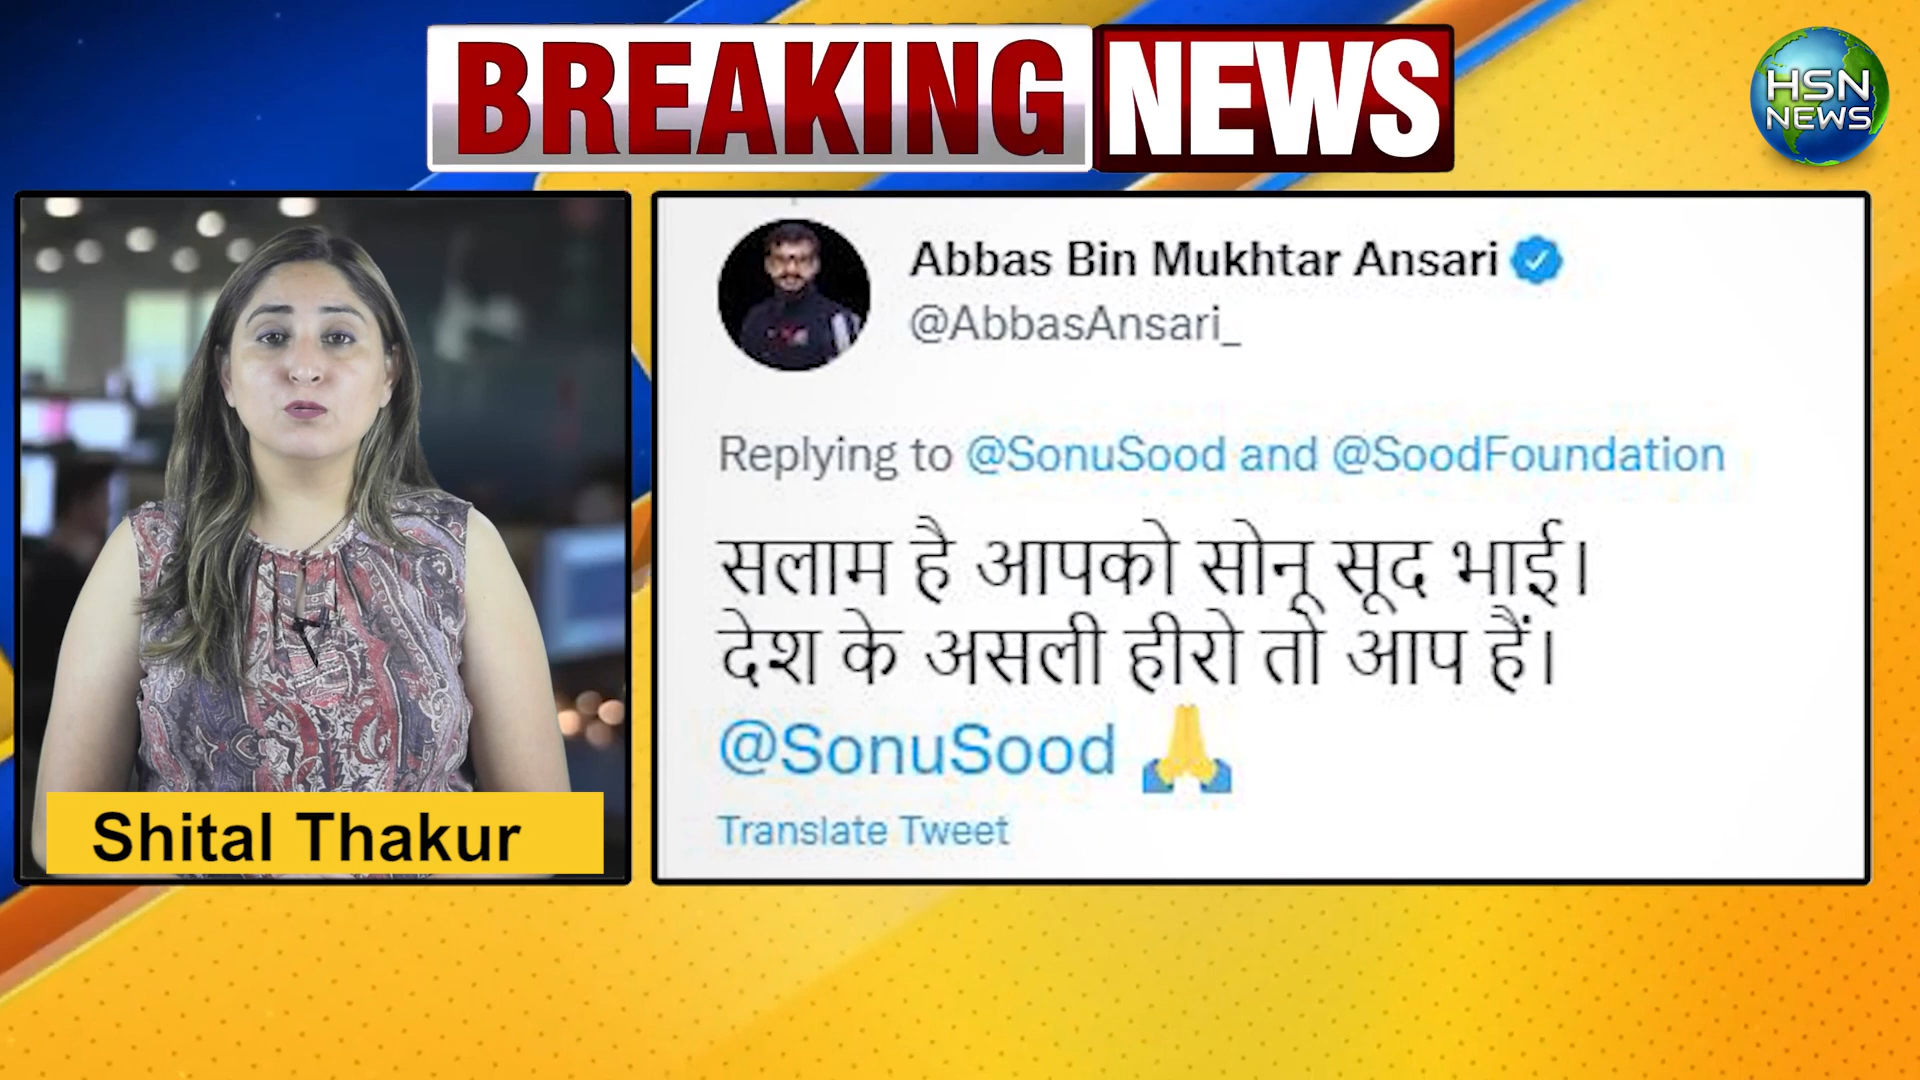 BREAKING NEWS
HSN
NEWS
Abbas Bin Mukhtar Ansari
@AbbasAnsari_
Replying to @SonuSood and @SoodFoundation
सलाम है आपको सोनू सूद भाई।
देश के असली हीरो तो आप हैं।
@SonuSood 🙏
Translate Tweet
Shital Thakur